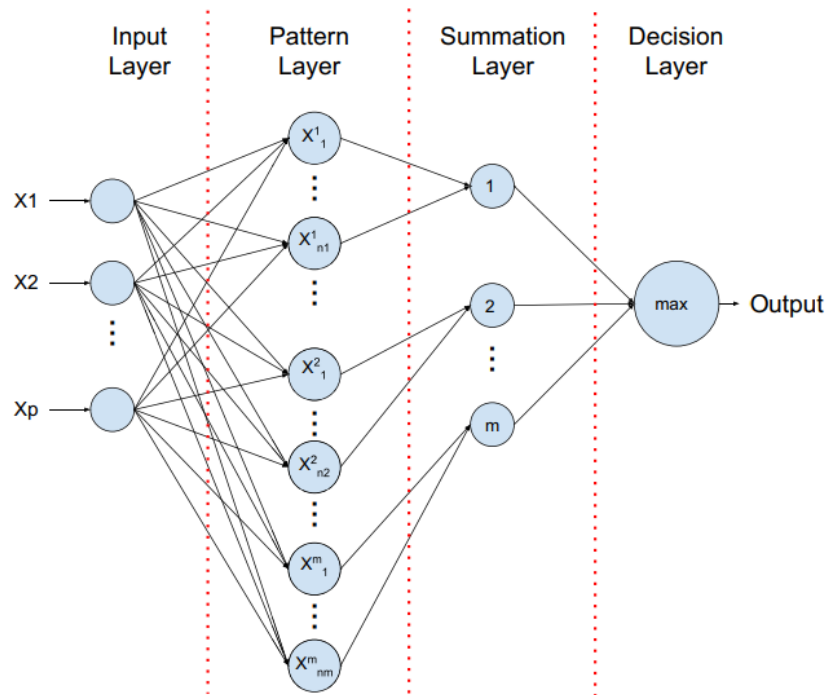 Input Layer
Pattern Layer
Summation Layer
Decision Layer
X1
X2
Xp
X¹₁
X¹ₙ₁
X²₁
X²ₙ₂
Xᵐ₁
Xᵐₙₘ
1
2
m
max
Output